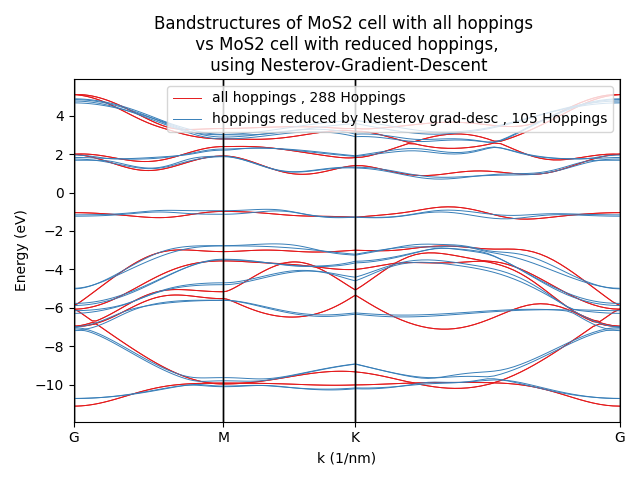 Bandstructures of MoS2 cell with all hoppings
vs MoS2 cell with reduced hoppings,
using Nesterov-Gradient-Descent
all hoppings , 288 Hoppings
hoppings reduced by Nesterov grad-desc , 105 Hoppings
Energy (eV)
4
2
0
−2
−4
−6
−8
−10
G
M
K
G
k (1/nm)